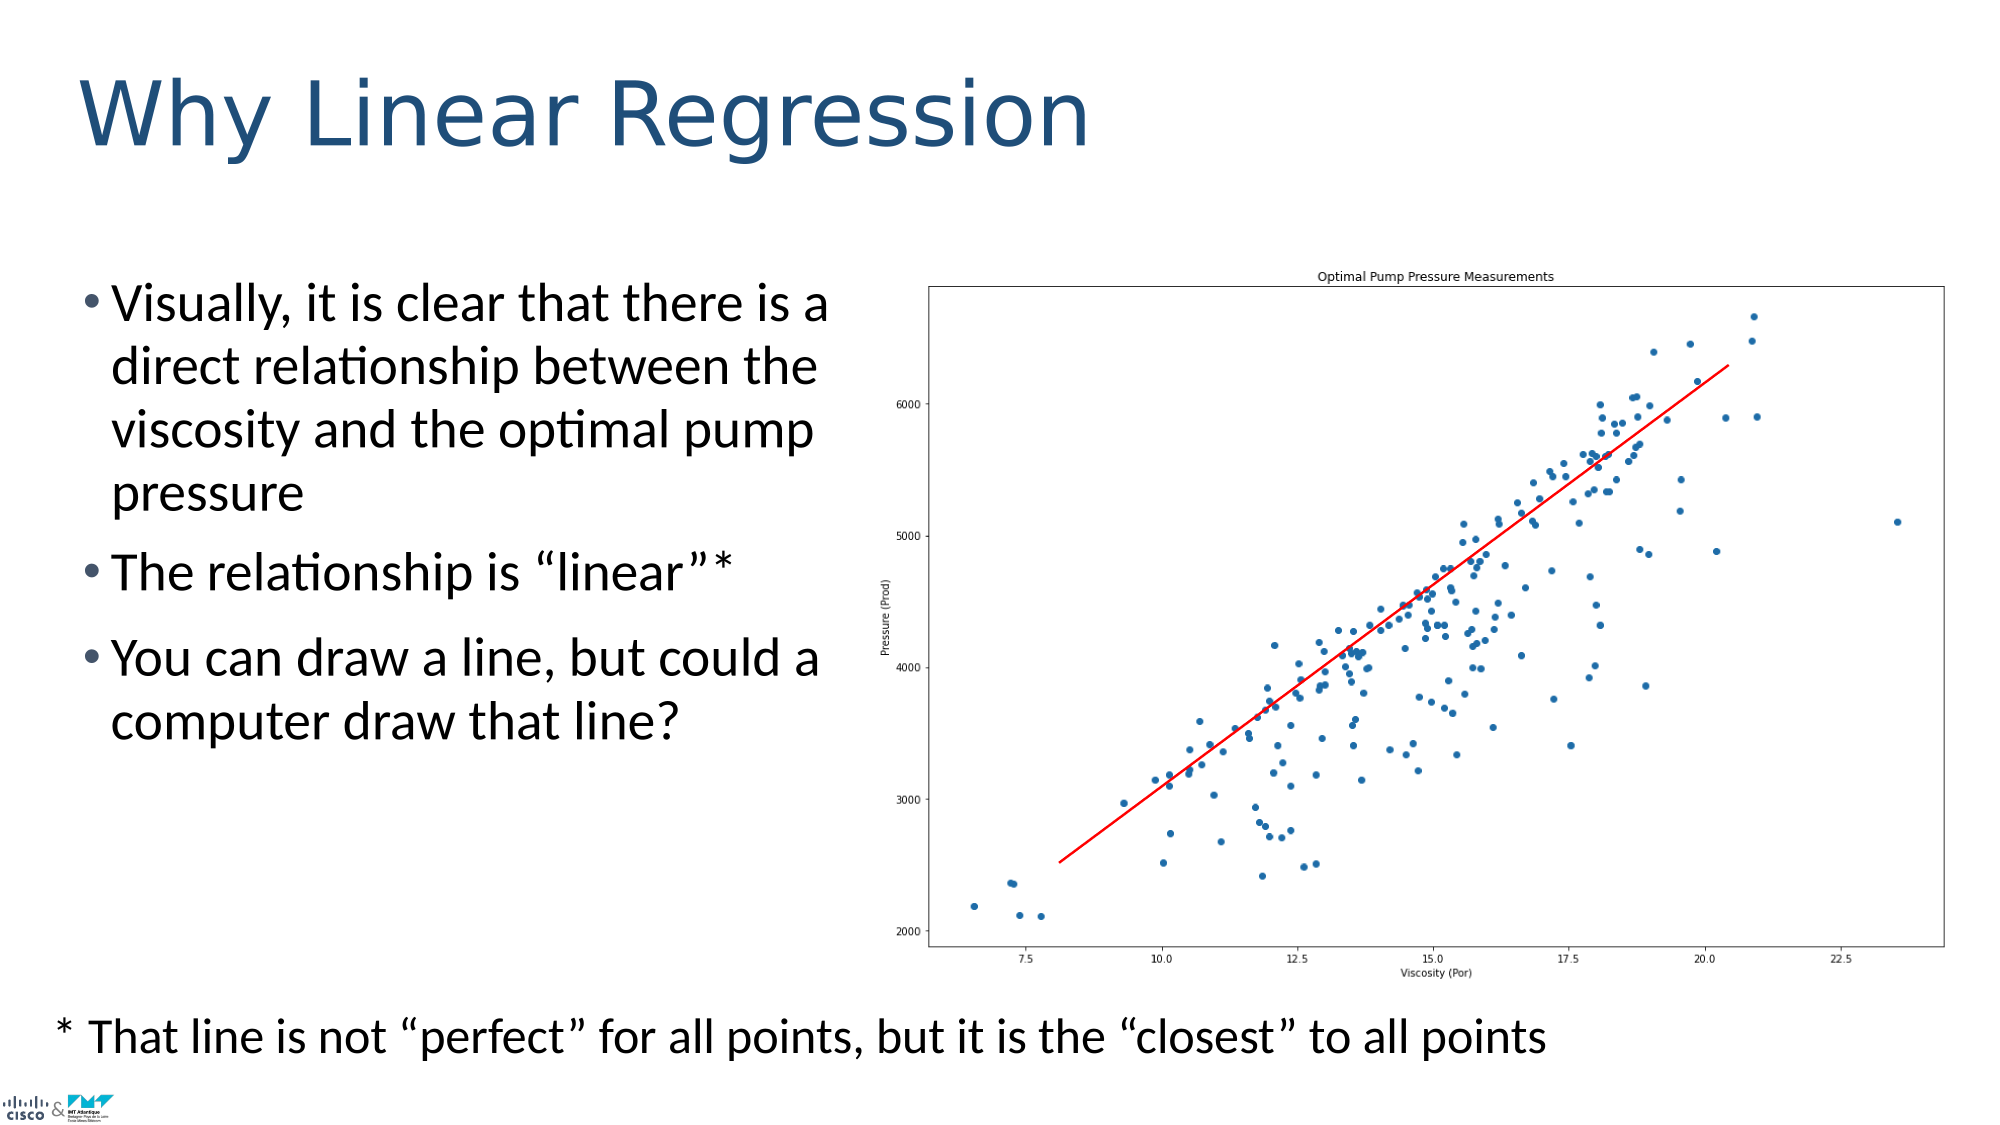 Why Linear Regression
• Visually, it is clear that there is a
direct relationship between the
viscosity and the optimal pump
pressure
• The relationship is “linear”*
• You can draw a line, but could a
computer draw that line?
Optimal Pump Pressure Measurements
6000
5000
4000
3000
2000
Pressure (Prod)
7.5 10.0 12.5 15.0 17.5 20.0 22.5
Viscosity (Por)
* That line is not “perfect” for all points, but it is the “closest” to all points
CISCO & IMT Atlantique